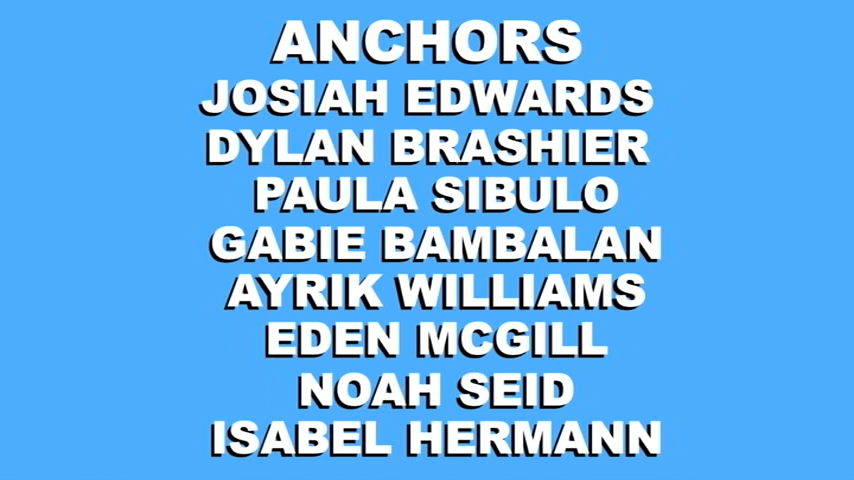 ANCHORS
JOSIAH EDWARDS
DYLAN BRASHIER
PAULA SIBULO
GABIE BAMBALAN
AYRIK WILLIAMS
EDEN MCGILL
NOAH SEID
ISABEL HERMANN